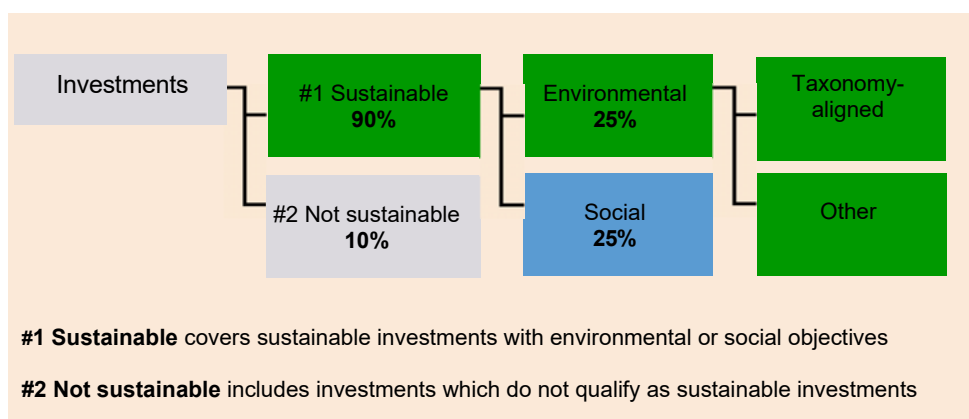 Investments
#1 Sustainable
90%
#2 Not sustainable
10%
Environmental
25%
Social
25%
Taxonomy-
aligned
Other
#1 Sustainable covers sustainable investments with environmental or social objectives
#2 Not sustainable includes investments which do not qualify as sustainable investments